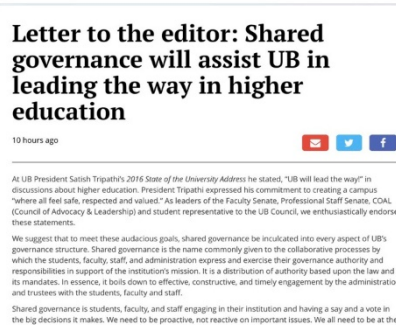 Letter to the editor: Shared
governance will assist UB in
leading the way in higher
education
10 hours ago
f
At UB President Satish Tripathi's 2016 State of the University Address he stated, "UB will lead the way!" in
discussions about higher education. President Tripathi expressed his commitment to creating a campus
"where all feel safe, respected and valued." As leaders of the Faculty Senate, Professional Staff Senate, COAL
(Council of Advocacy & Leadership) and student representative to the UB Council, we enthusiastically endorse
these statements.
We suggest that to meet these audacious goals, shared governance be inculcated into every aspect of UB's
governance structure. Shared governance is the name commonly given to the collaborative processes by
which the students, faculty, staff, and administration express and exercise their governance authority and
responsibilities in support of the institution's mission. It is a distribution of authority based upon the law and
its mandates. In essence, it boils down to effective, constructive, and timely engagement by the administratio
and trustees with the students, faculty and staff.
Shared governance is students, faculty, and staff engaging in their institution and having a say and a vote in
the big decisions it makes. We need to be proactive, not reactive on important issues. We all need to be at the